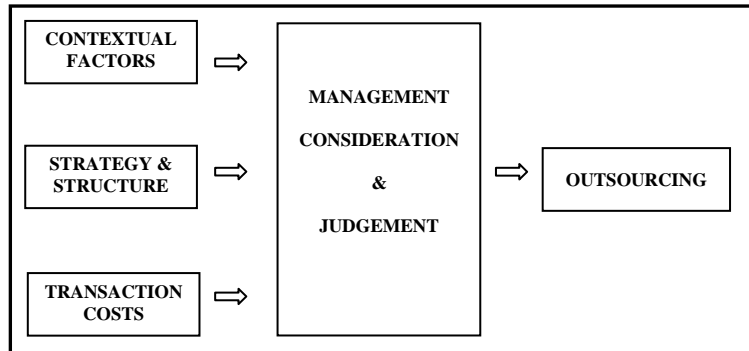 CONTEXTUAL
FACTORS
STRATEGY &
STRUCTURE
TRANSACTION
COSTS
MANAGEMENT
CONSIDERATION
&
JUDGEMENT
OUTSOURCING